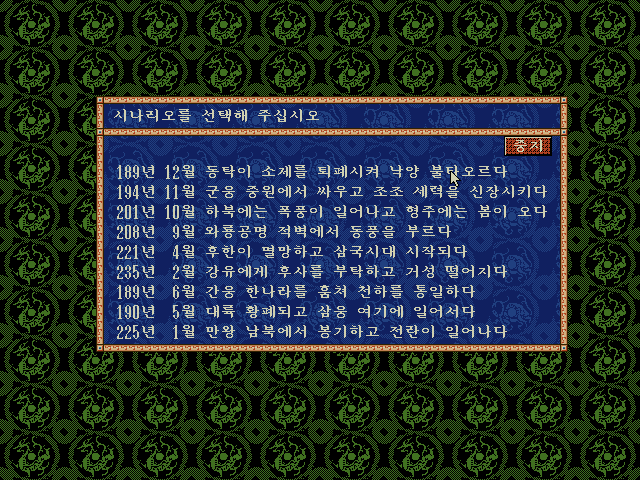 시나리오를 선택해 주십시오
중지
189년 12월 동탁이 소제를 퇴폐시켜 낙양 불타오르다
194년 11월 군웅 중원에서 싸우고 조조 세력을 신장시키다
201년 10월 하북에는 폭풍이 일어나고 형주에는 봄이 오다
208년 9월 와룡공명 적벽에서 동풍을 부르다
221년 4월 후한이 멸망하고 삼국시대 시작되다
235년 2월 강유에게 후사를 부탁하고 거성 떨어지다
189년 6월 간웅 한나라를 훔쳐 천하를 통일하다
190년 5월 대륙 황폐되고 삼웅 여기에 일어서다
225년 1월 만왕 남북에서 봉기하고 전란이 일어나다